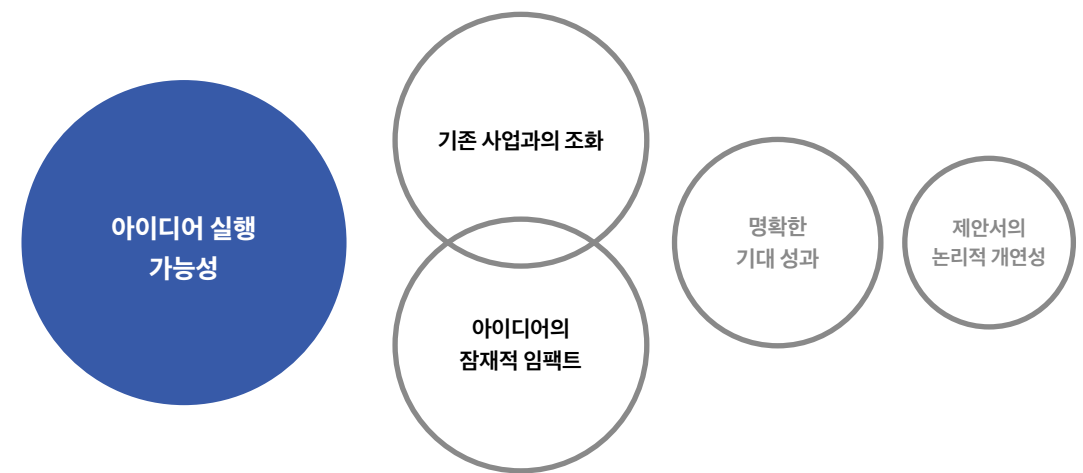 아이디어 실행
가능성
기존 사업과의 조화
아이디어의
잠재적 임팩트
명확한
기대 성과
제안서의
논리적 개연성